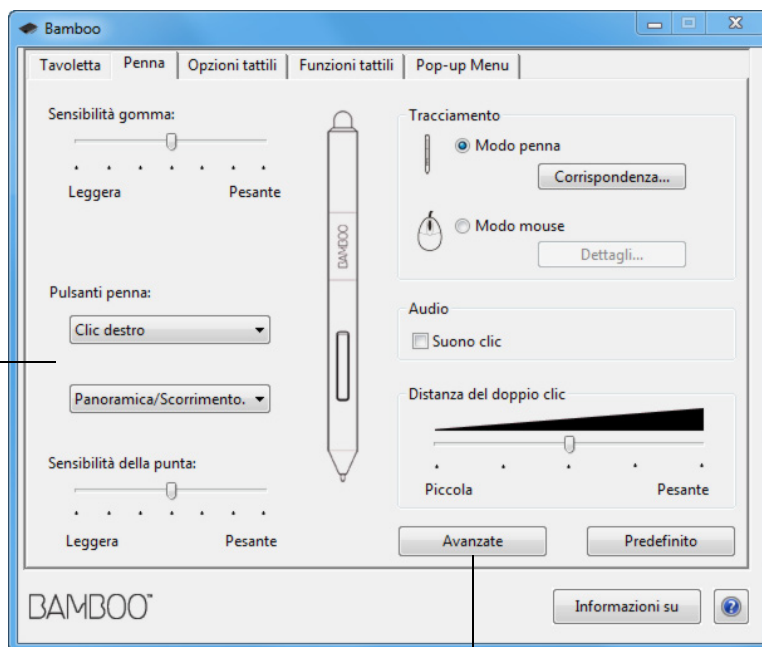 Bamboo
Tavoletta Penna Opzioni tattili Funzioni tattili Pop-up Menu
Sensibilità gomma:
Leggera Pesante
Pulsanti penna:
Clic destro
Panoramica/Scorrimento.
Sensibilità della punta:
Leggera Pesante
BAMBOO
Tracciamento
Modo penna
Corrispondenza...
Modo mouse
Dettagli...
Audio
Suono clic
Distanza del doppio clic
Piccola Pesante
Avanzate Predefinito
BAMBOO™
Informazioni su ?